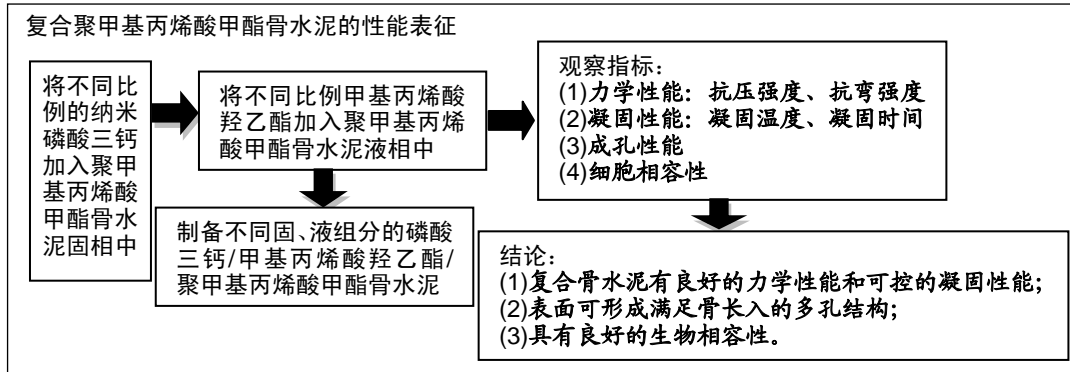 复合聚甲基丙烯酸甲酯骨水泥的性能表征
将不同比
例的纳米
磷酸三钙
加入聚甲
基丙烯酸
甲酯骨水
泥固相中
将不同比例甲基丙烯酸
羟乙酯加入聚甲基丙烯
酸甲酯骨水泥液相中
制备不同固、液组分的磷酸
三钙/甲基丙烯酸羟乙酯/
聚甲基丙烯酸甲酯骨水泥
观察指标：
(1)力学性能：抗压强度、抗弯强度
(2)凝固性能：凝固温度、凝固时间
(3)成孔性能
(4)细胞相容性
结论：
(1)复合骨水泥有良好的力学性能和可控的凝固性能；
(2)表面可形成满足骨长入的多孔结构；
(3)具有良好的生物相容性。